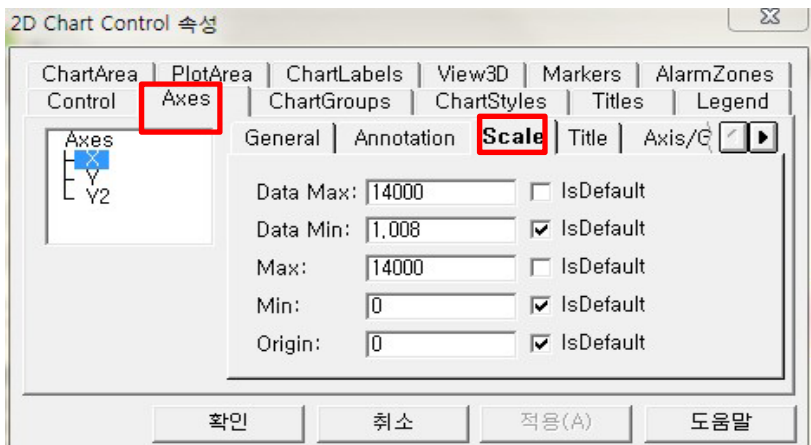 2D Chart Control 속성
ChartArea PlotArea ChartLabels View3D Markers AlarmZones
Control Axes ChartGroups ChartStyles Titles Legend
Axes
X
Y
Y2
General Annotation Scale Title Axis/G
Data Max: 14000 IsDefault
Data Min: 1,008 IsDefault
Max: 14000 IsDefault
Min: 0 IsDefault
Origin: 0 IsDefault
확인 취소 적용(A) 도움말